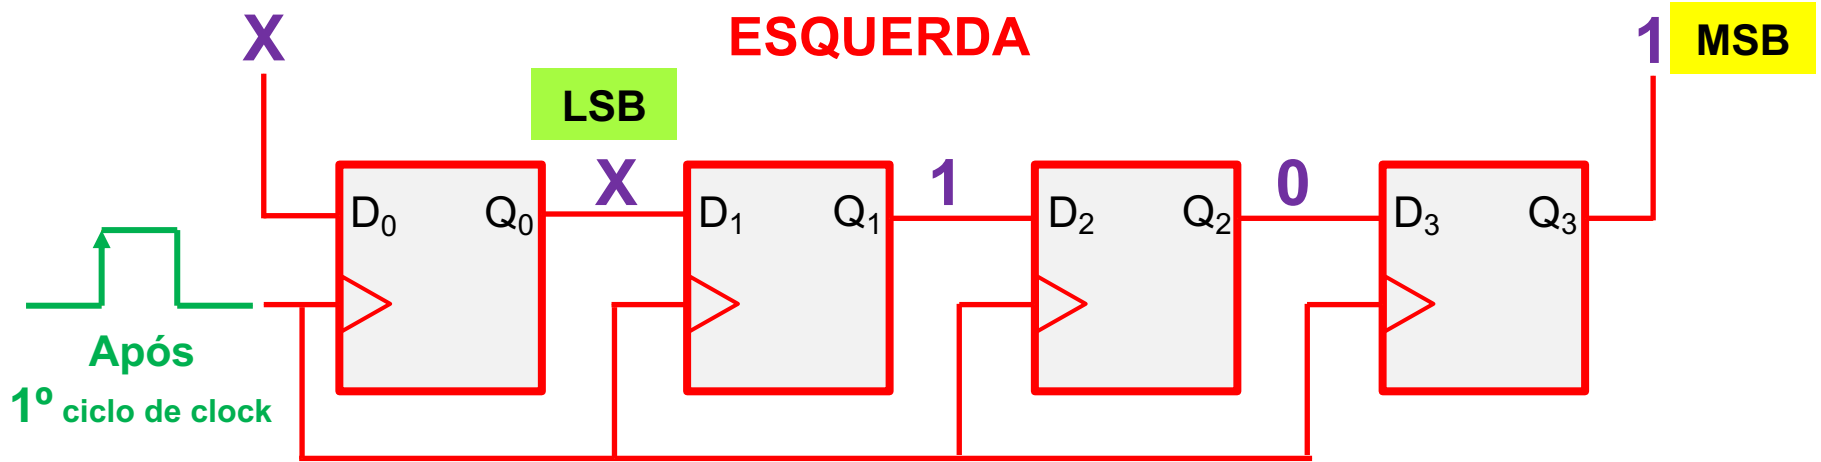 X
ESQUERDA
1
MSB
LSB
X
1
0
D₀
Q₀
D₁
Q₁
D₂
Q₂
D₃
Q₃
Após
1º ciclo de clock